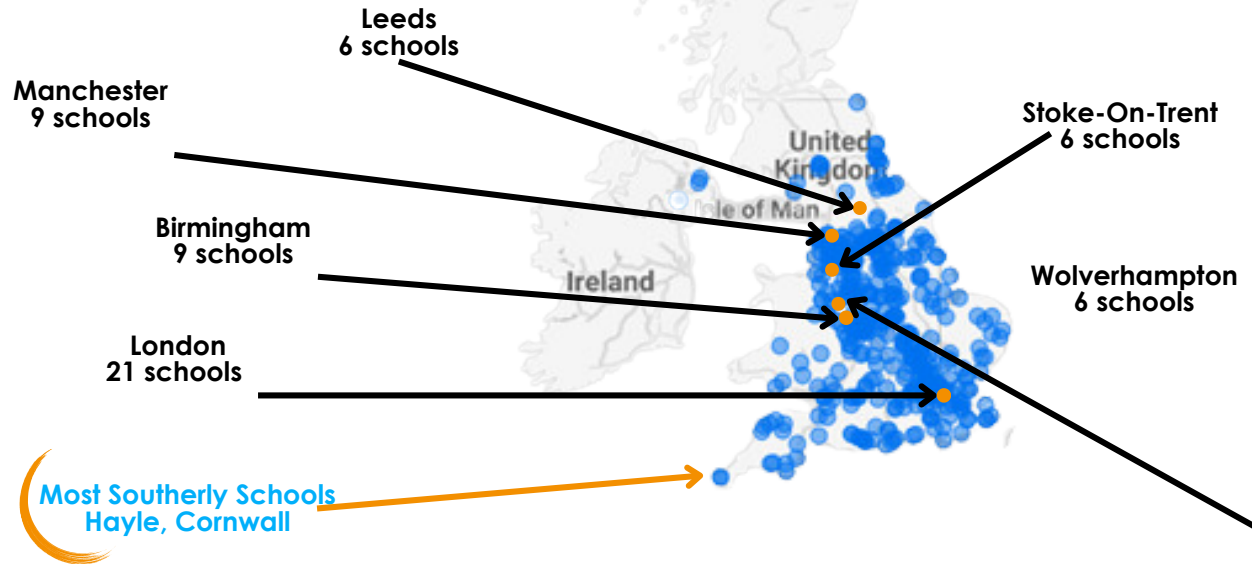 Leeds
6 schools
Manchester
9 schools
Stoke-On-Trent
6 schools
United
Kingdom
Isle of Man
Birmingham
9 schools
Ireland
Wolverhampton
6 schools
London
21 schools
Most Southerly Schools
Hayle, Cornwall